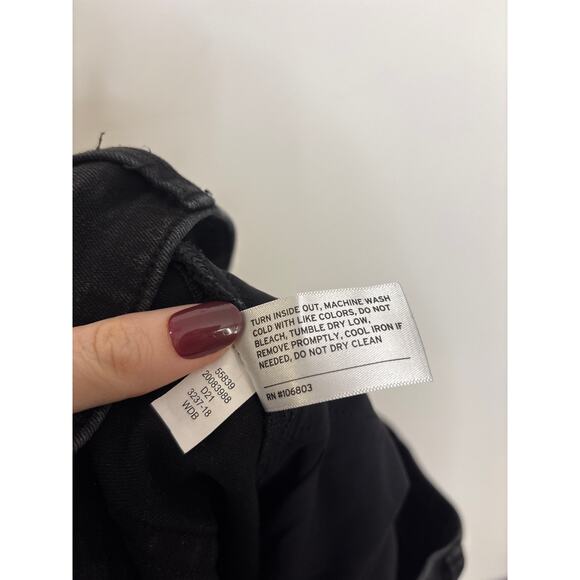 TURN INSIDE OUT, MACHINE WASH
COLD WITH LIKE COLORS, DO NOT
BLEACH, TUMBLE DRY LOW,
REMOVE PROMPTLY, COOL IRON IF
NEEDED, DO NOT DRY CLEAN
RN #106803
55839
20083988
D21
3237-18
WDB